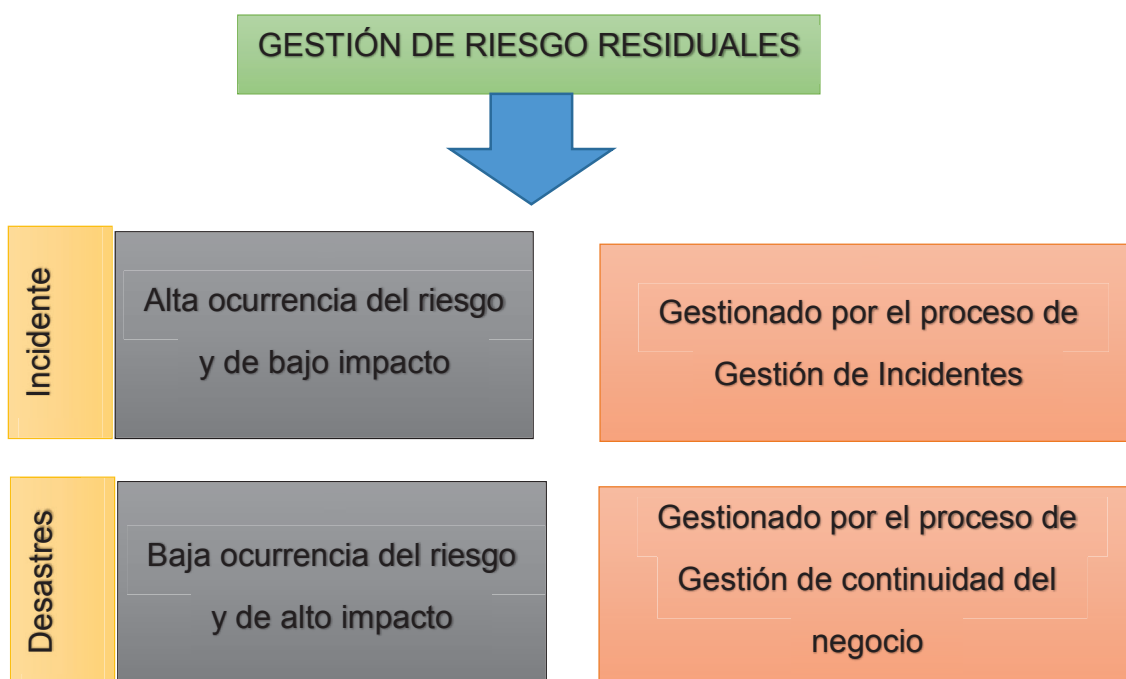 GESTIÓN DE RIESGO RESIDUALES
Incidente
Alta ocurrencia del riesgo
y de bajo impacto
Gestionado por el proceso de
Gestión de Incidentes
Desastres
Baja ocurrencia del riesgo
y de alto impacto
Gestionado por el proceso de
Gestión de continuidad del
negocio